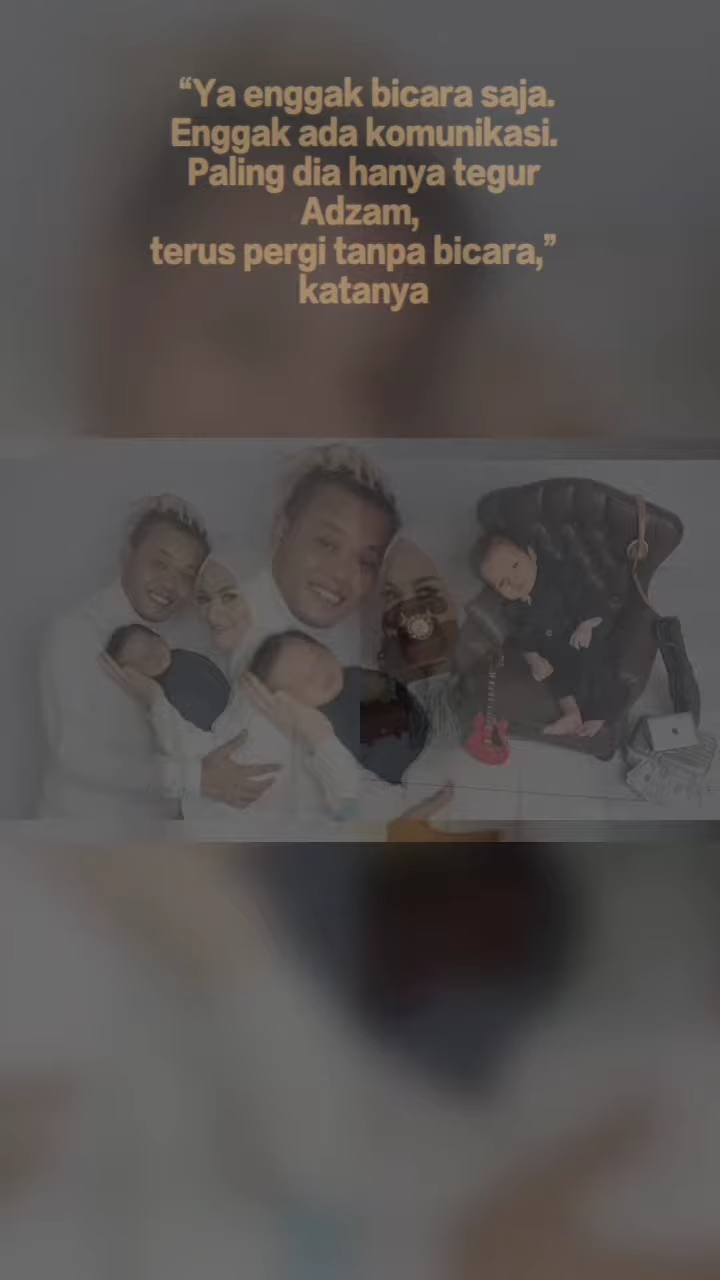 “Ya enggak bicara saja.
Enggak ada komunikasi.
Paling dia hanya tegur
Adzam,
terus pergi tanpa bicara,”
katanya